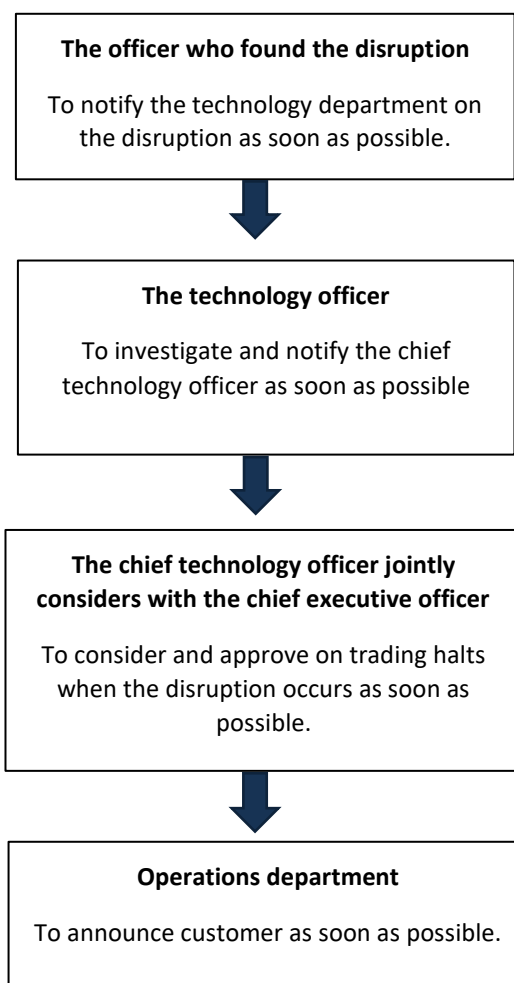 The officer who found the disruption
To notify the technology department on
the disruption as soon as possible.
The technology officer
To investigate and notify the chief
technology officer as soon as possible
The chief technology officer jointly
considers with the chief executive officer
To consider and approve on trading halts
when the disruption occurs as soon as
possible.
Operations department
To announce customer as soon as possible.